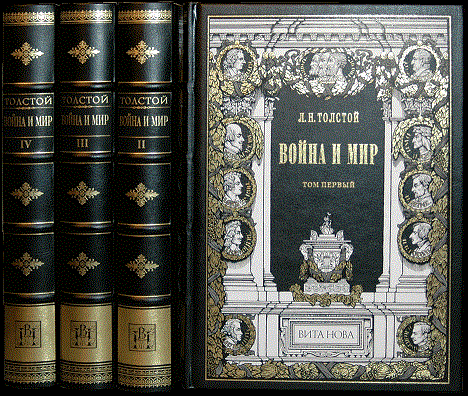 ТОЛСТОЙ
ВОЙНА И МИР
IV
ТОЛСТОЙ
ВОЙНА И МИР
III
ТОЛСТОЙ
ВОЙНА И МИР
II
Л.Н.ТОЛСТОЙ
ВОЙНА И МИР
ТОМ ПЕРВЫЙ
ВИТА НОВА